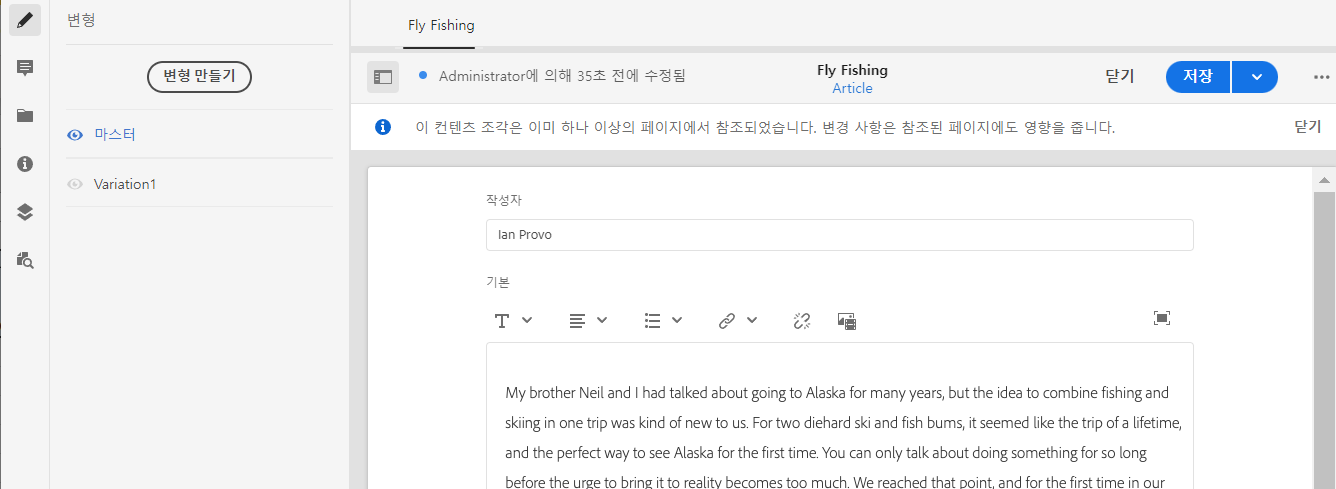 변형
변형 만들기
마스터
Variation1
Fly Fishing
Administrator에 의해 35초 전에 수정됨
Fly Fishing
Article
닫기
저장
이 컨텐츠 조각은 이미 하나 이상의 페이지에서 참조되었습니다. 변경 사항은 참조된 페이지에도 영향을 줍니다.
닫기
작성자
Ian Provo
기본
My brother Neil and I had talked about going to Alaska for many years, but the idea to combine fishing and
skiing in one trip was kind of new to us. For two diehard ski and fish bums, it seemed like the trip of a lifetime,
and the perfect way to see Alaska for the first time. You can only talk about doing something for so long
before the urge to bring it to reality becomes too much. We reached that point, and for the first time in our